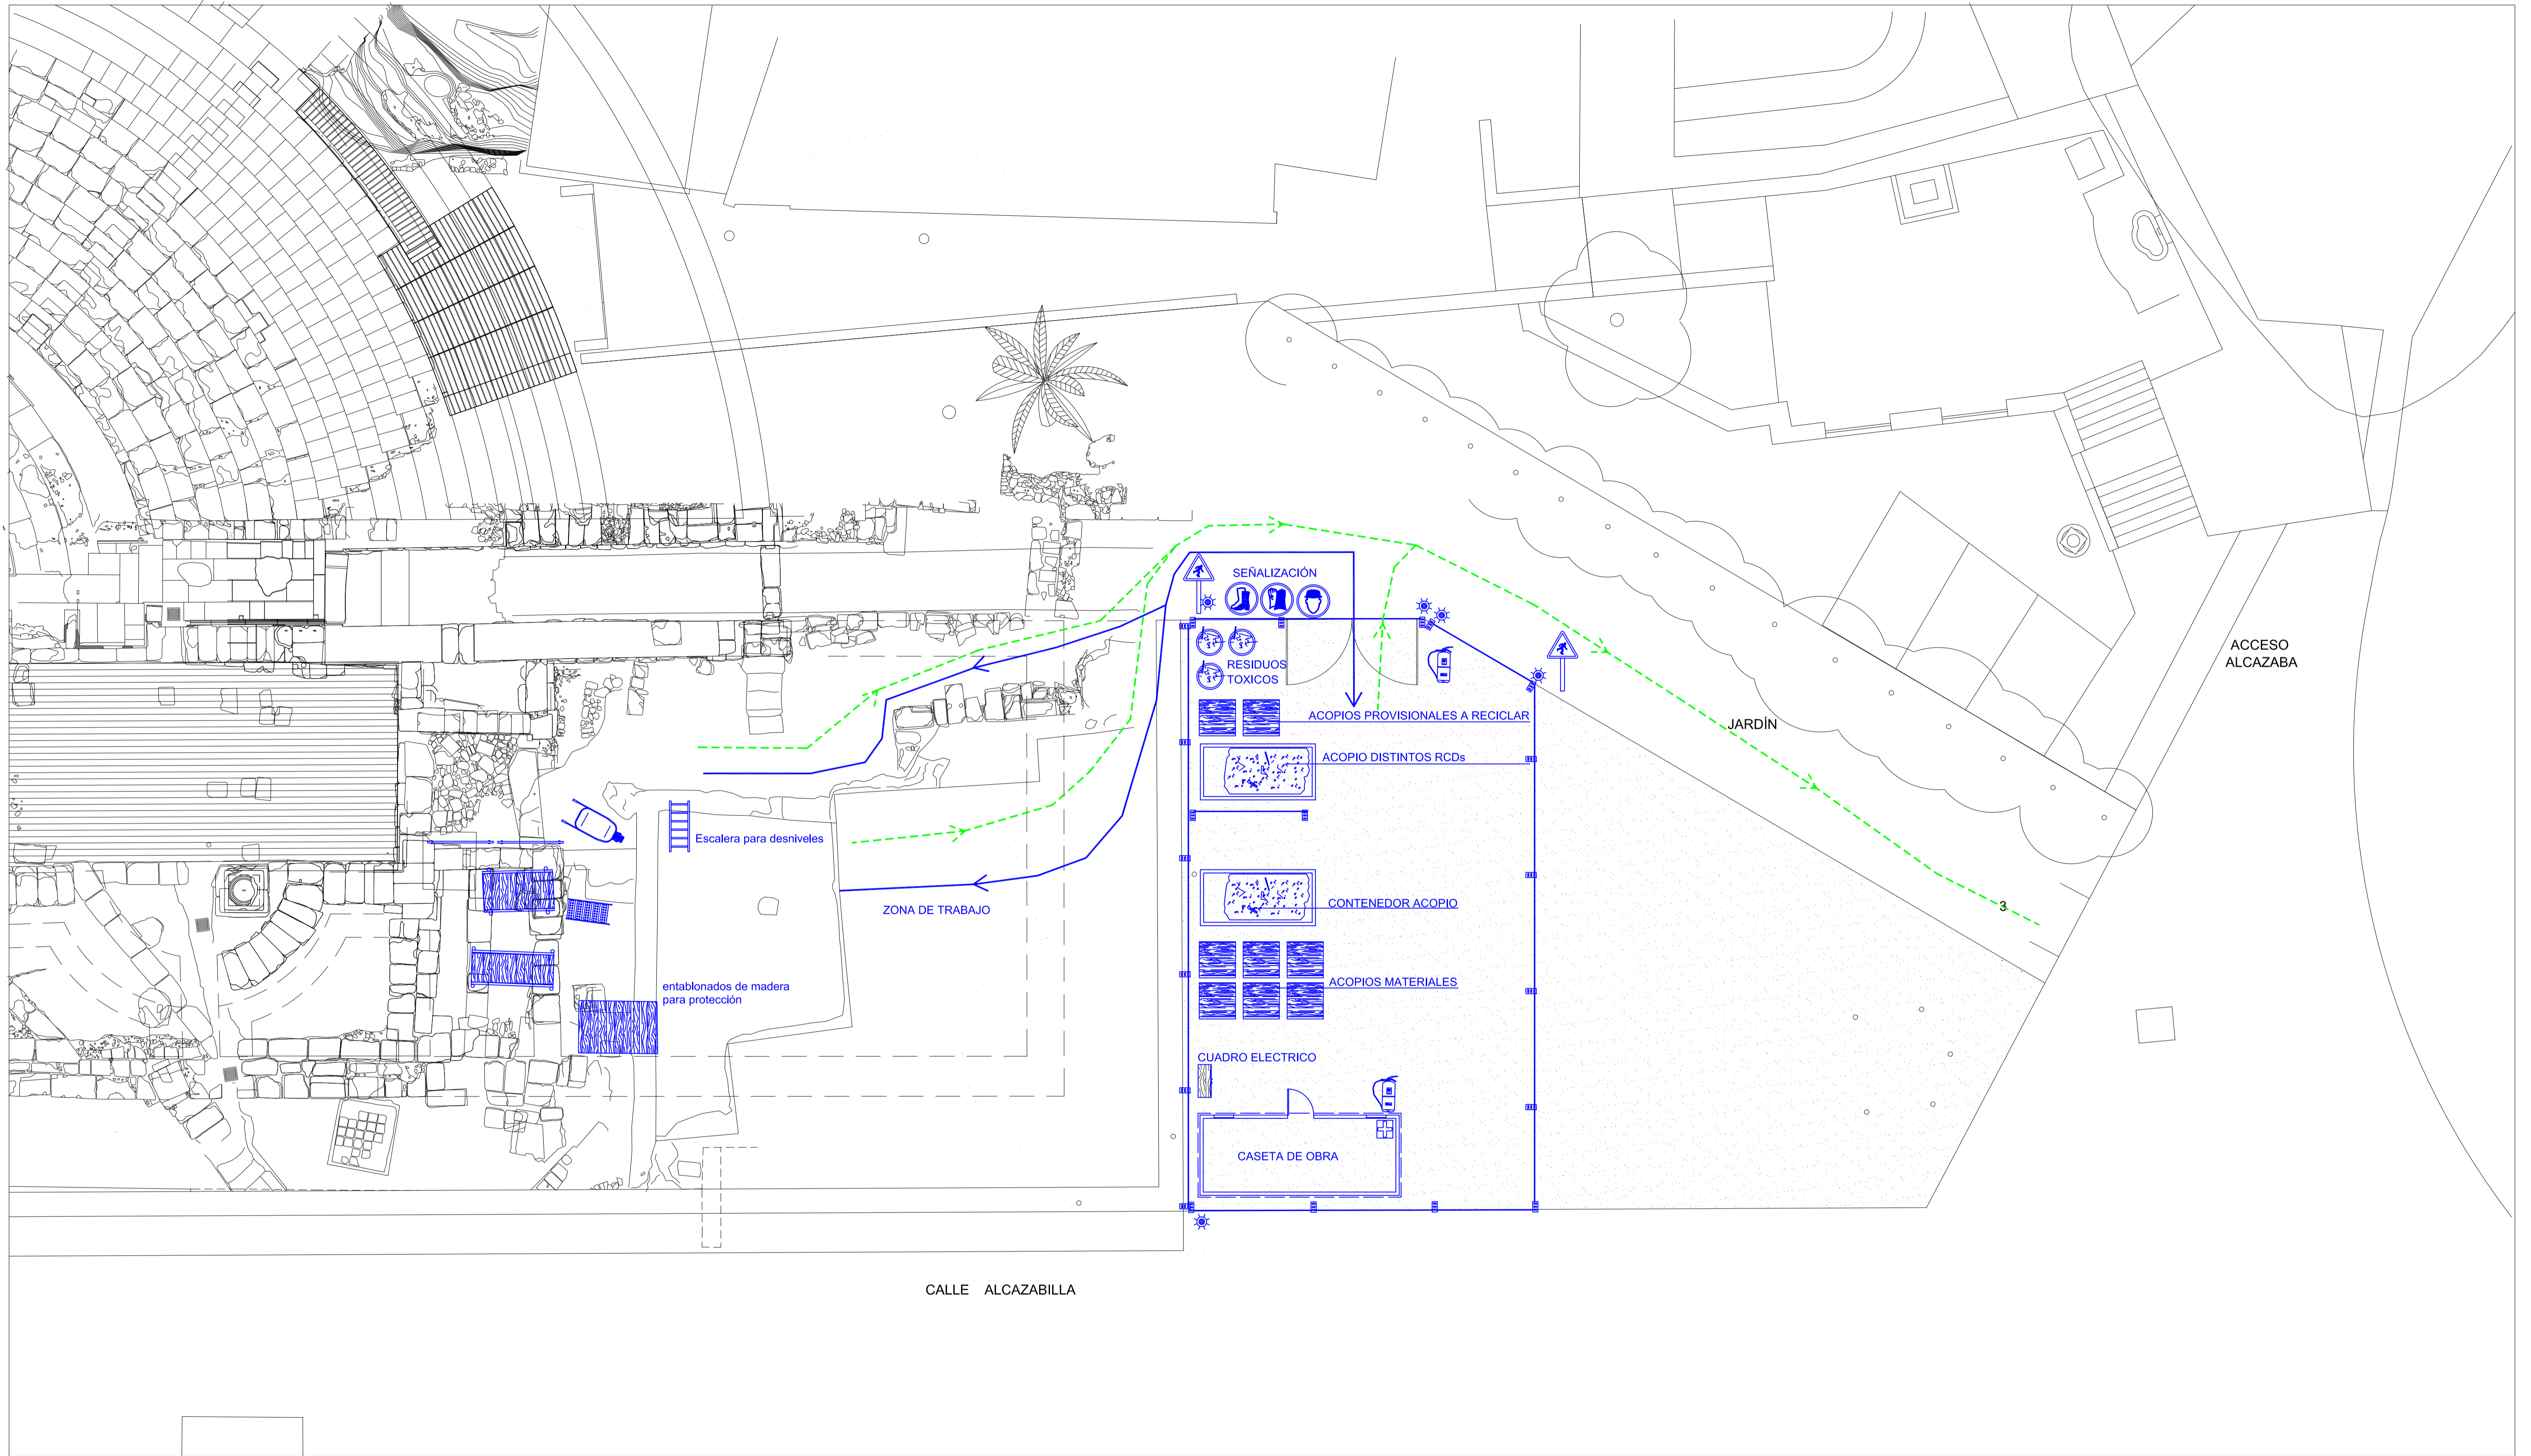 SEÑALIZACIÓN
RESIDUOS
TOXICOS
ACOPIOS PROVISIONALES A RECICLAR
ACOPIO DISTINTOS RCDs
JARDÍN
ACCESO
ALCAZABA
Escalera para desniveles
ZONA DE TRABAJO
CONTENEDOR ACOPIO
3
entablonados de madera
para protección
ACOPIOS MATERIALES
CUADRO ELECTRICO
CASETA DE OBRA
CALLE ALCAZABILLA